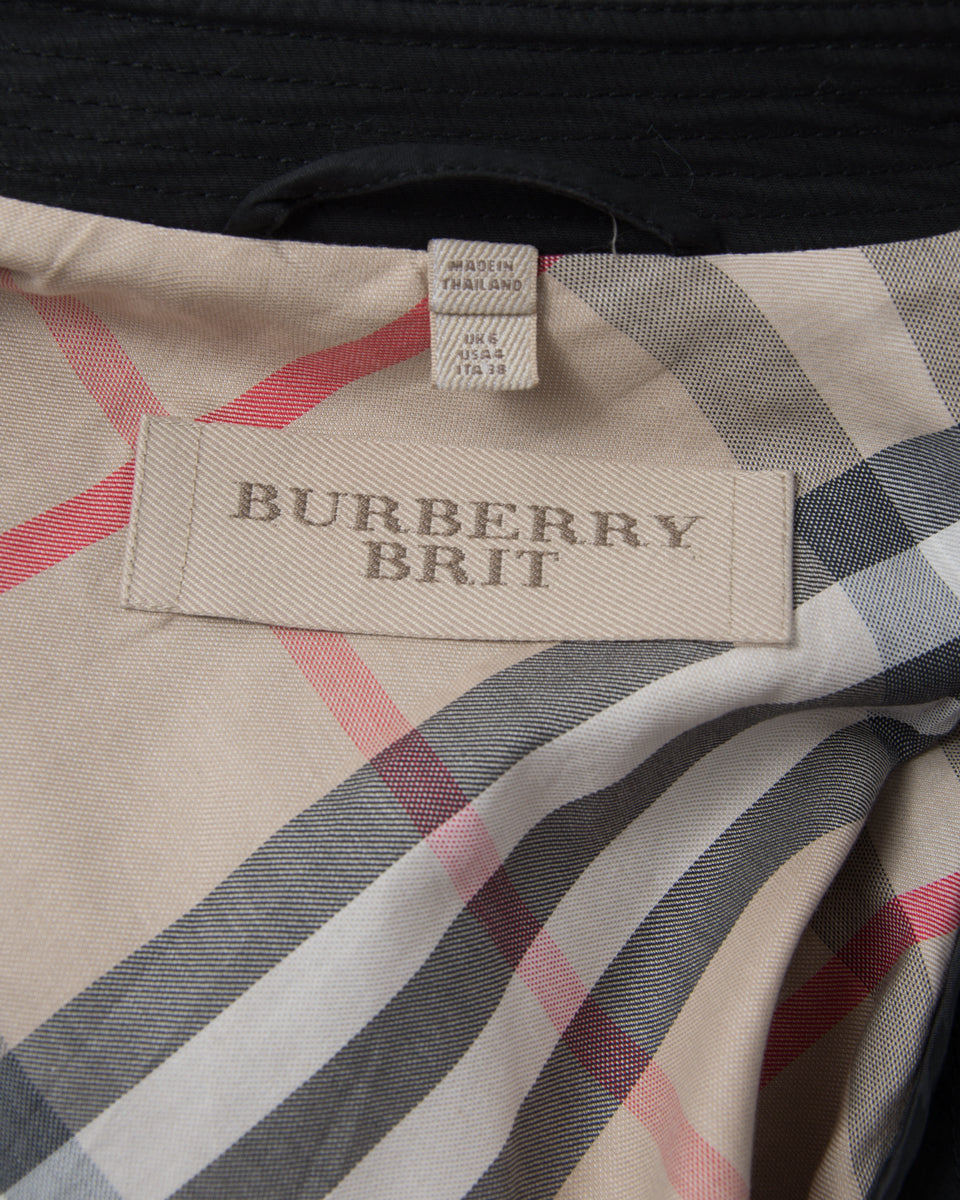 MADE IN
THAILAND
UK 6
USA 4
ITA 38
BURBERRY
BRIT